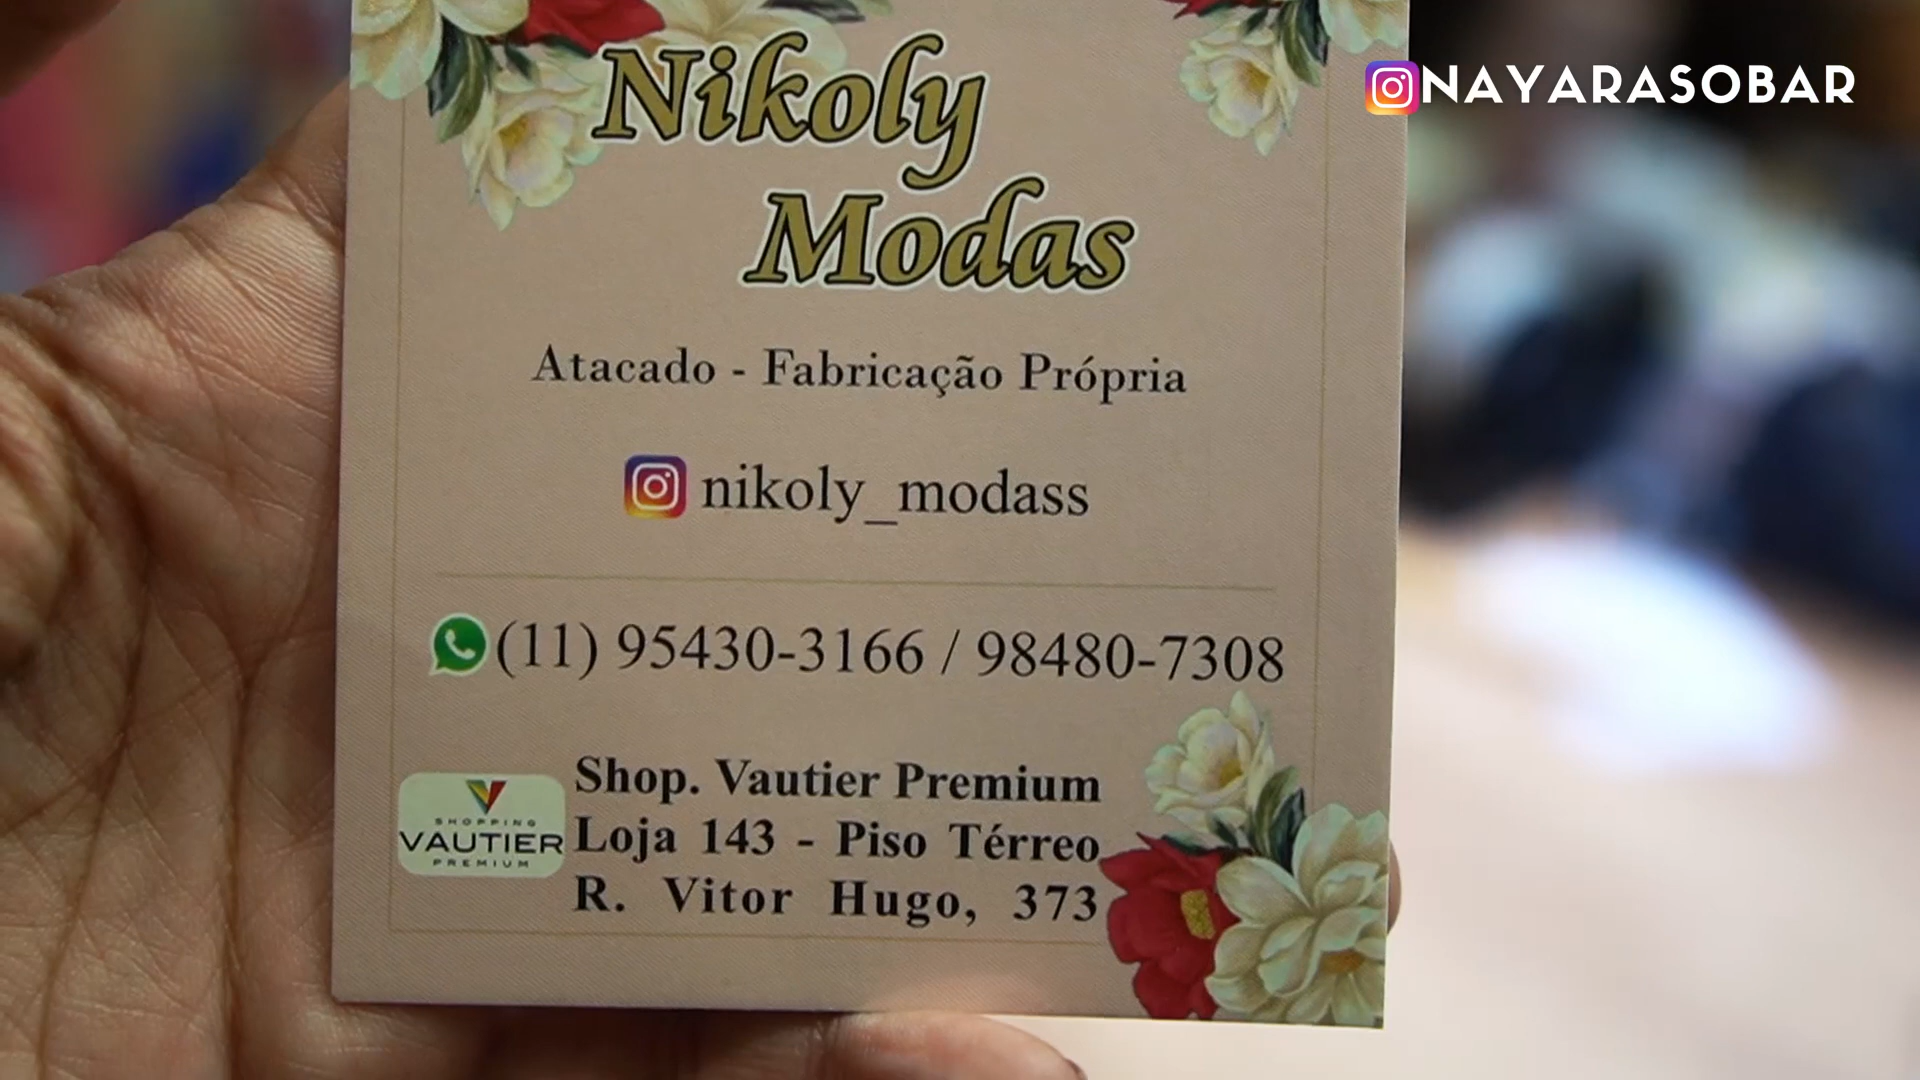 NAYARASOBAR
Nikoly
Modas
Atacado - Fabricação Própria
nikoly_modass
(11) 95430-3166 / 98480-7308
SHOPPING
VAUTIER
PREMIUM
Shop. Vautier Premium
Loja 143 - Piso Térreo
R. Vitor Hugo, 373